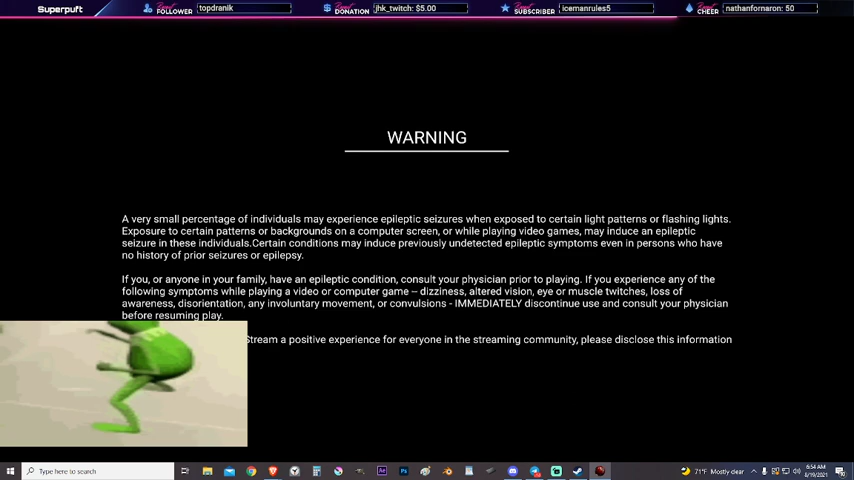 Superpuft
FOLLOWER
topdranik
DONATION
jhk_twitch: $5.00
SUBSCRIBER
icemanrules5
CHEER
nathanfornaron: 50
WARNING
A very small percentage of individuals may experience epileptic seizures when exposed to certain light patterns or flashing lights.
Exposure to certain patterns or backgrounds on a computer screen, or while playing video games, may induce an epileptic
seizure in these individuals.Certain conditions may induce previously undetected epileptic symptoms even in persons who have
no history of prior seizures or epilepsy.
If you, or anyone in your family, have an epileptic condition, consult your physician prior to playing. If you experience any of the
following symptoms while playing a video or computer game – dizziness, altered vision, eye or muscle twitches, loss of
awareness, disorientation, any involuntary movement, or convulsions - IMMEDIATELY discontinue use and consult your physician
before resuming play.
Stream a positive experience for everyone in the streaming community, please disclose this information
Type here to search
71°F Mostly clear
6:54 AM
8/19/2021